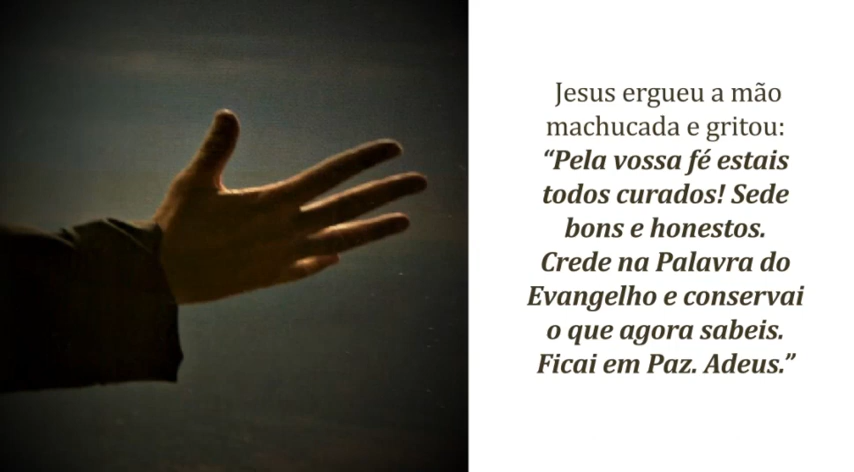 Jesus ergueu a mão
machucada e gritou:
“Pela vossa fé estais
todos curados! Sede
bons e honestos.
Crede na Palavra do
Evangelho e conservai
o que agora sabeis.
Ficai em Paz. Adeus.”